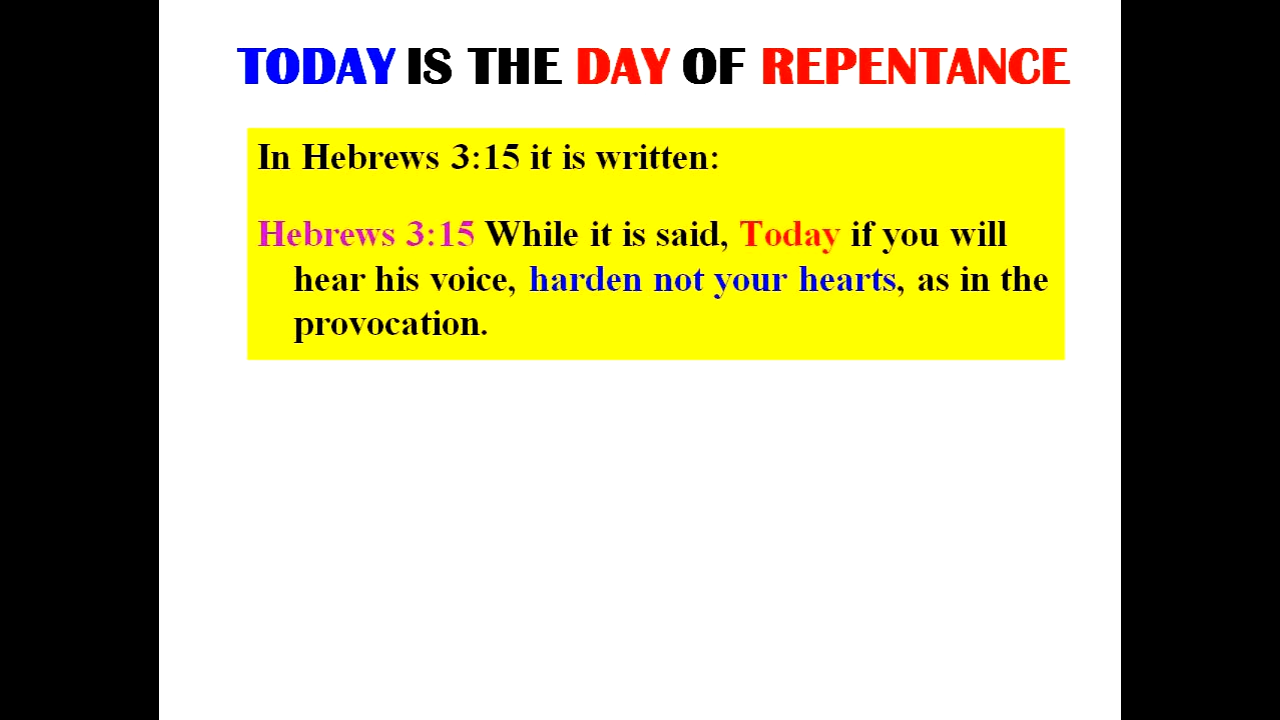 TODAY IS THE DAY OF REPENTANCE
In Hebrews 3:15 it is written:
Hebrews 3:15 While it is said, Today if you will
hear his voice, harden not your hearts, as in the
provocation.